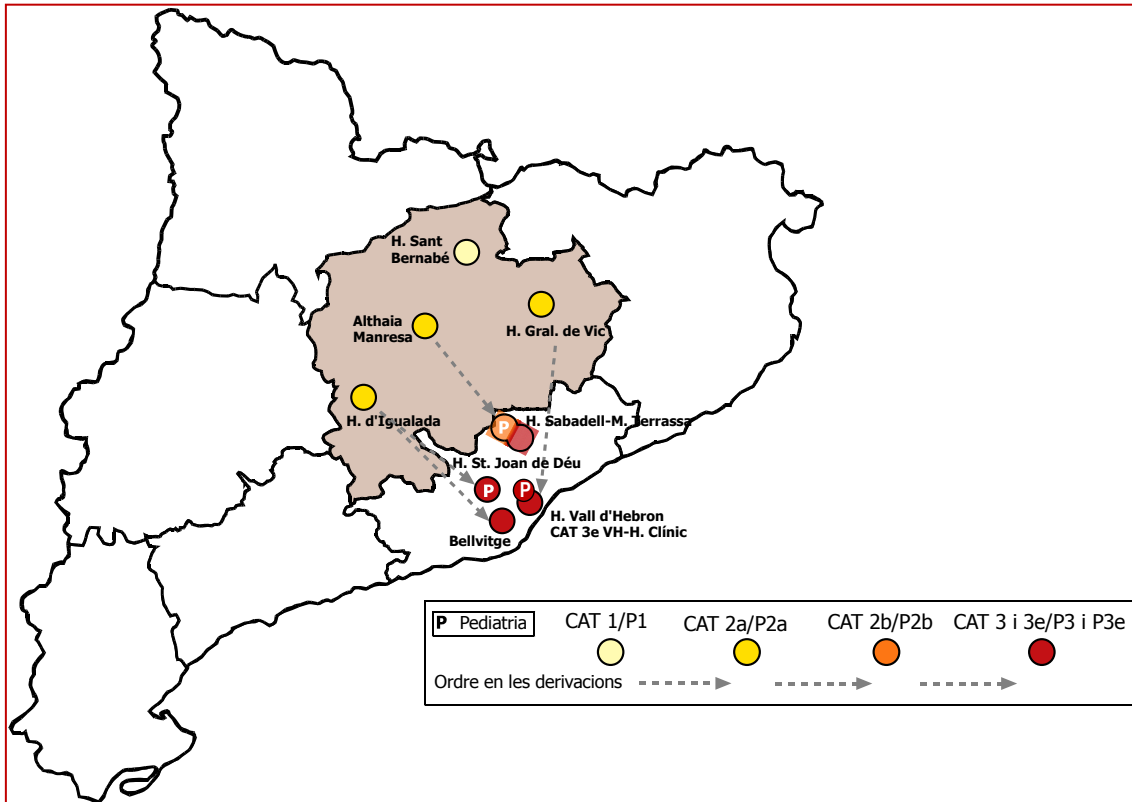 H. Sant
Bernabé
Althaia
Manresa
H. Gral. de Vic
H. d'Igualada
P
H. Sabadell-M. Terrassa
H. St. Joan de Déu
P
P
H. Vall d'Hebron
CAT 3e VH-H. Clínic
Bellvitge
P Pediatria
CAT 1/P1
CAT 2a/P2a
CAT 2b/P2b
CAT 3 i 3e/P3 i P3e
Ordre en les derivacions